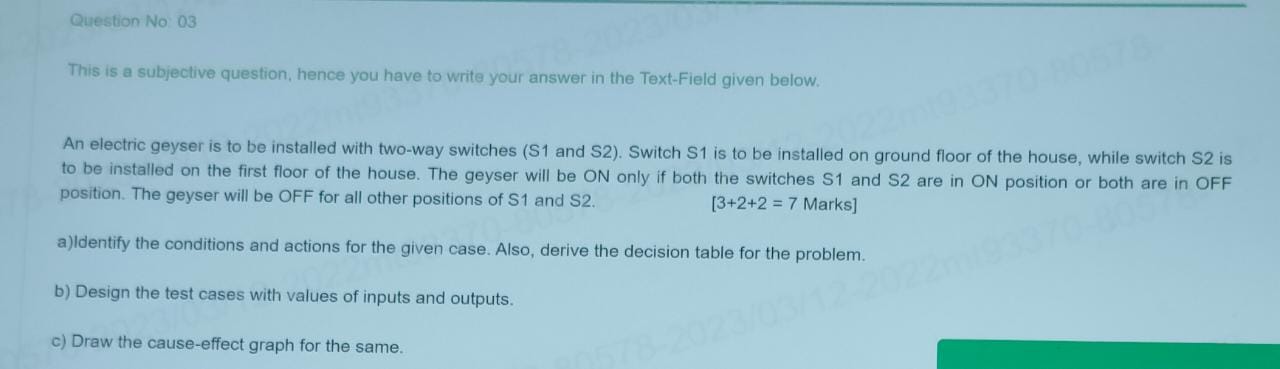 Question No: 03
This is a subjective question, hence you have to write your answer in the Text-Field given below.
An electric geyser is to be installed with two-way switches (S1 and S2). Switch S1 is to be installed on ground floor of the house, while switch S2 is
to be installed on the first floor of the house. The geyser will be ON only if both the switches S1 and S2 are in ON position or both are in OFF
position. The geyser will be OFF for all other positions of S1 and S2. [3+2+2 = 7 Marks]
a)Identify the conditions and actions for the given case. Also, derive the decision table for the problem.
b) Design the test cases with values of inputs and outputs.
c) Draw the cause-effect graph for the same.